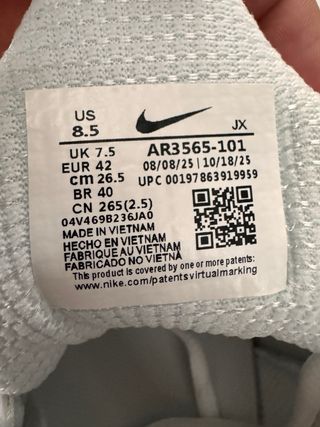 US
8.5
JX
UK 7.5
EUR 42
cm 26.5
BR 40
CN 265(2.5)
AR3565-101
08/08/25 | 10/18/25
UPC 00197863919959
04V469B236JA0
MADE IN VIETNAM
HECHO EN VIETNAM
FABRIQUE AU VIETNAM
FABRICADO NO VIETNÃ
This product is covered by one or more patents:
www.nike.com/patentsvirtualmarking